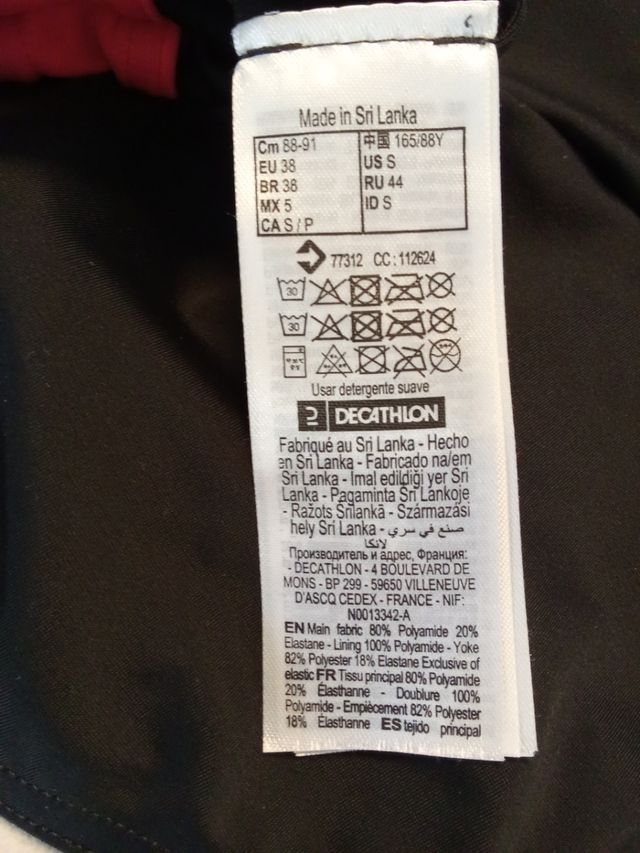 Made in Sri Lanka
Cm 88-91 中国 165/88Y
EU 38 US S
BR 38 RU 44
MX 5 ID S
CA S / P
77312 CC : 112624
30
30
Usar detergente suave
DECATHLON
Fabriqué au Sri Lanka - Hecho
en Sri Lanka - Fabricado na/em
Sri Lanka - Imal edildiği yer Sri
Lanka - Pagaminta Šri Lankoje
- Ražots Šrilankā - Származási
hely Sri Lanka - صنع في سري
لانكا
Производитель и адрес, Франция:
- DECATHLON - 4 BOULEVARD DE
MONS - BP 299 - 59650 VILLENEUVE
D'ASCQ CEDEX - FRANCE - NIF:
N0013342-A
EN Main fabric 80% Polyamide 20%
Elastane - Lining 100% Polyamide - Yoke
82% Polyester 18% Elastane Exclusive of
elastic FR Tissu principal 80% Polyamide
20% Élasthanne - Doublure 100%
Polyamide - Empiècement 82% Polyester
18% Élasthanne ES tejido principal